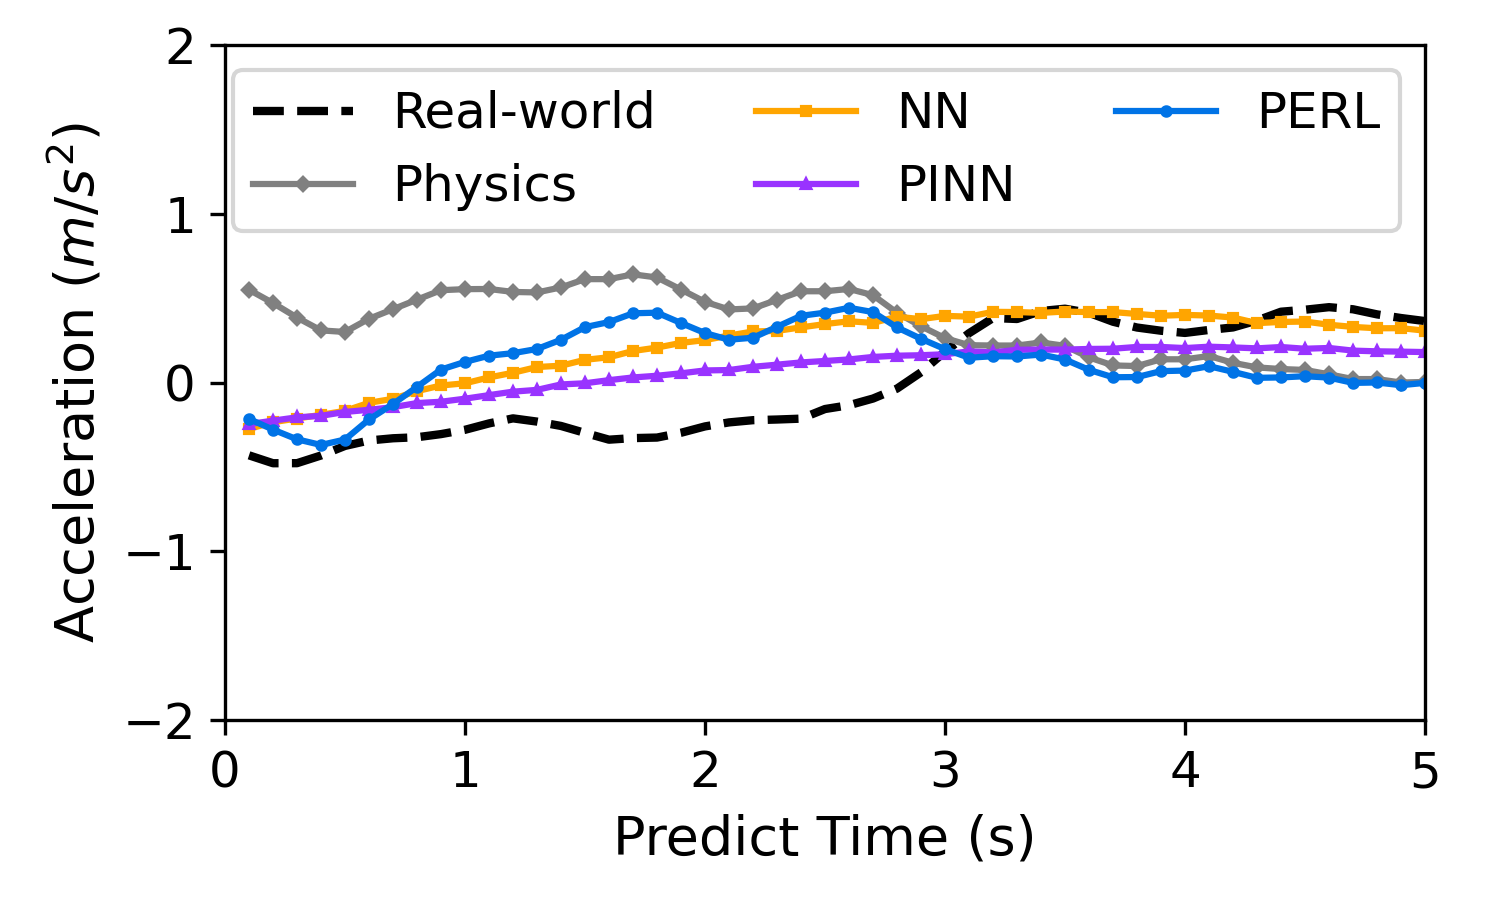 2
1
0
−1
−2
Acceleration (m/s²)
Real-world
Physics
NN
PINN
PERL
0 1 2 3 4 5
Predict Time (s)